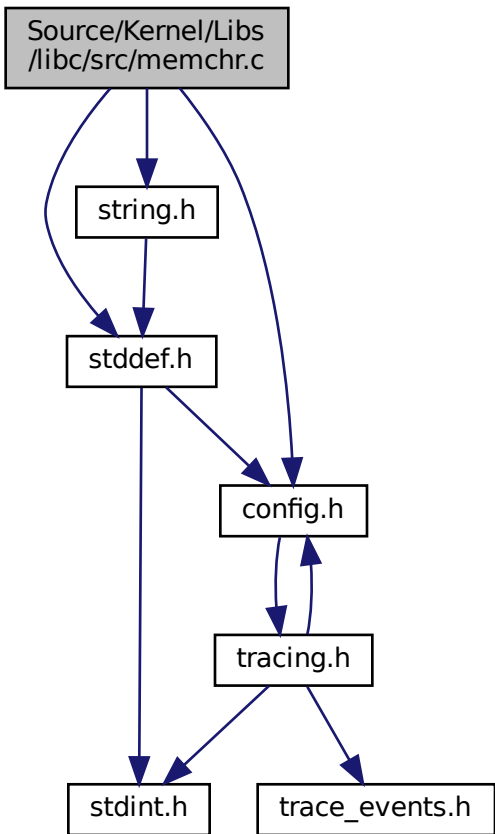 Source/Kernel/Libs
/libc/src/memchr.c
string.h
stddef.h
config.h
tracing.h
stdint.h
trace_events.h